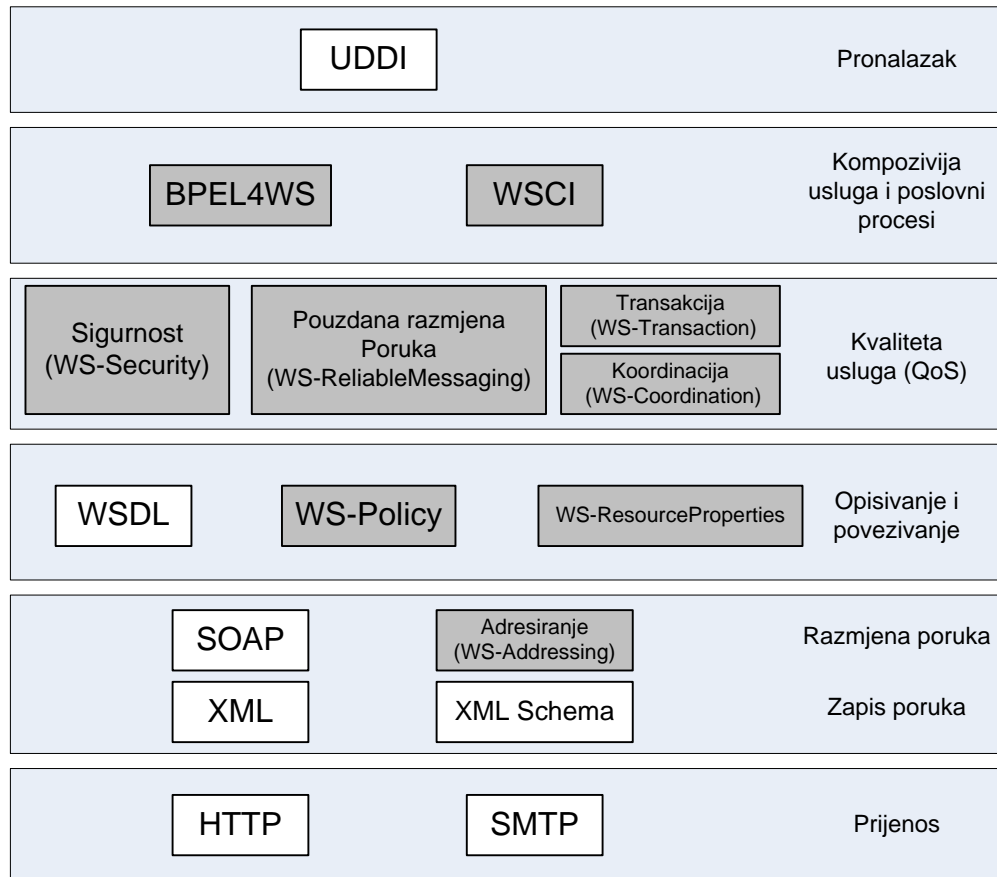 UDDI
Pronalazak
BPEL4WS
WSCI
Kompozivija
usluga i poslovni
procesi
Sigurnost
(WS-Security)
Pouzdana razmjena
Poruka
(WS-ReliableMessaging)
Transakcija
(WS-Transaction)
Koordinacija
(WS-Coordination)
Kvaliteta
usluga (QoS)
WSDL
WS-Policy
WS-ResourceProperties
Opisivanje i
povezivanje
SOAP
Adresiranje
(WS-Addressing)
Razmjena poruka
XML
XML Schema
Zapis poruka
HTTP
SMTP
Prijenos